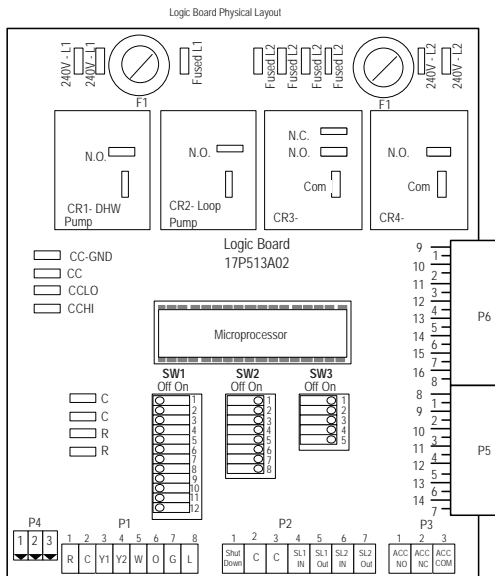 Logic Board Physical Layout
240V - L1
240V - L1
Fused L1
Fused L2
Fused L2
Fused L2
Fused L2
240V - L2
240V - L2
F1
F1
N.O.
CR1- DHW
Pump
N.O.
CR2- Loop
Pump
N.C.
N.O.
Com
CR3-
N.O.
Com
CR4-
CC-GND
CC
CCLO
CCHI
Logic Board
17P513A02
Microprocessor
9
1
10
2
11
3
12
4
13
5
14
6
15
7
16
8
P6
8
1
9
2
10
3
11
4
12
5
13
6
14
7
P5
SW1
Off On
1
2
3
4
5
6
7
8
9
10
11
12
SW2
Off On
1
2
3
4
5
6
7
8
SW3
Off On
1
2
3
4
5
C
C
R
R
P4
1 2 3
P1
1 2 3 4 5 6 7 8
R C Y1 Y2 W O G L
P2
1 2 3 4 5 6 7
Shut Down C C SL1 IN SL1 Out SL2 IN SL2 Out
P3
1 2 3
ACC NO ACC NC ACC COM